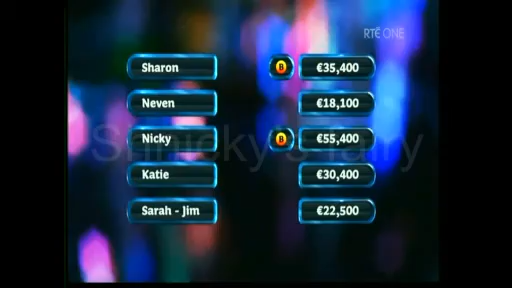 RTÉ ONE
Sharon B €35,400
Neven €18,100
Nicky B €55,400
Katie €30,400
Sarah - Jim €22,500